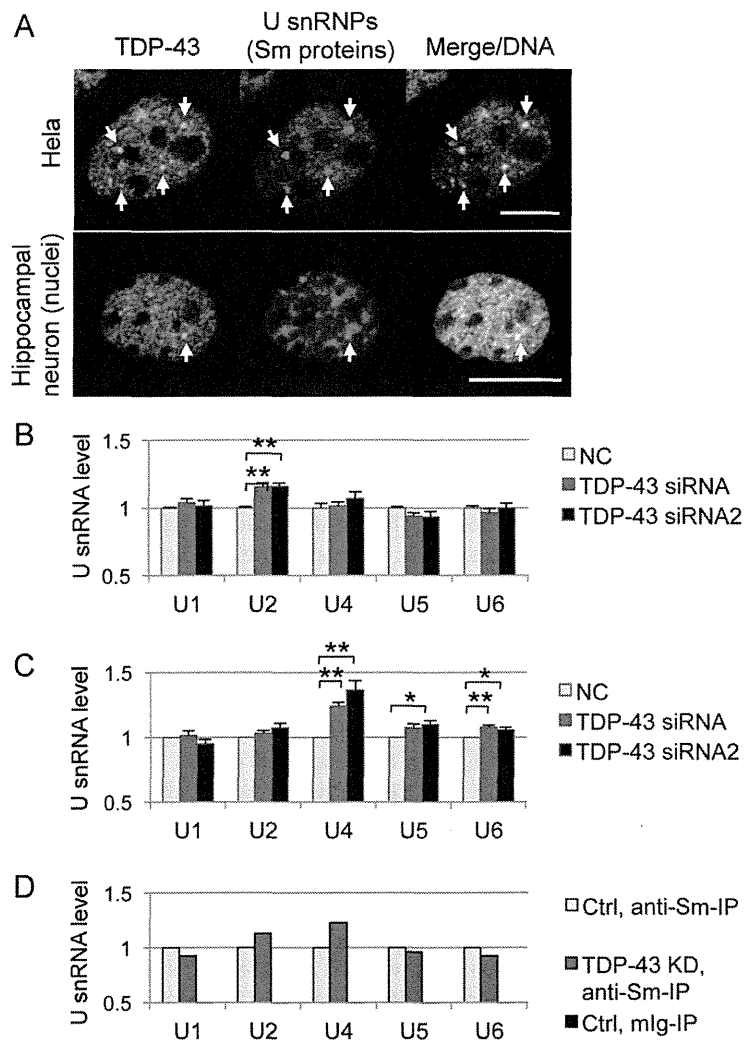 A
TDP-43
U snRNPs
(Sm proteins)
Merge/DNA
Hela
Hippocampal
neuron (nuclei)
B
U snRNA level
1.5
1
0.5
**
**
U1
U2
U4
U5
U6
NC
TDP-43 siRNA
TDP-43 siRNA2
C
U snRNA level
1.5
1
0.5
**
**
*
*
**
U1
U2
U4
U5
U6
NC
TDP-43 siRNA
TDP-43 siRNA2
D
U snRNA level
1.5
1
0.5
U1
U2
U4
U5
U6
Ctrl, anti-Sm-IP
TDP-43 KD,
anti-Sm-IP
Ctrl, mIg-IP